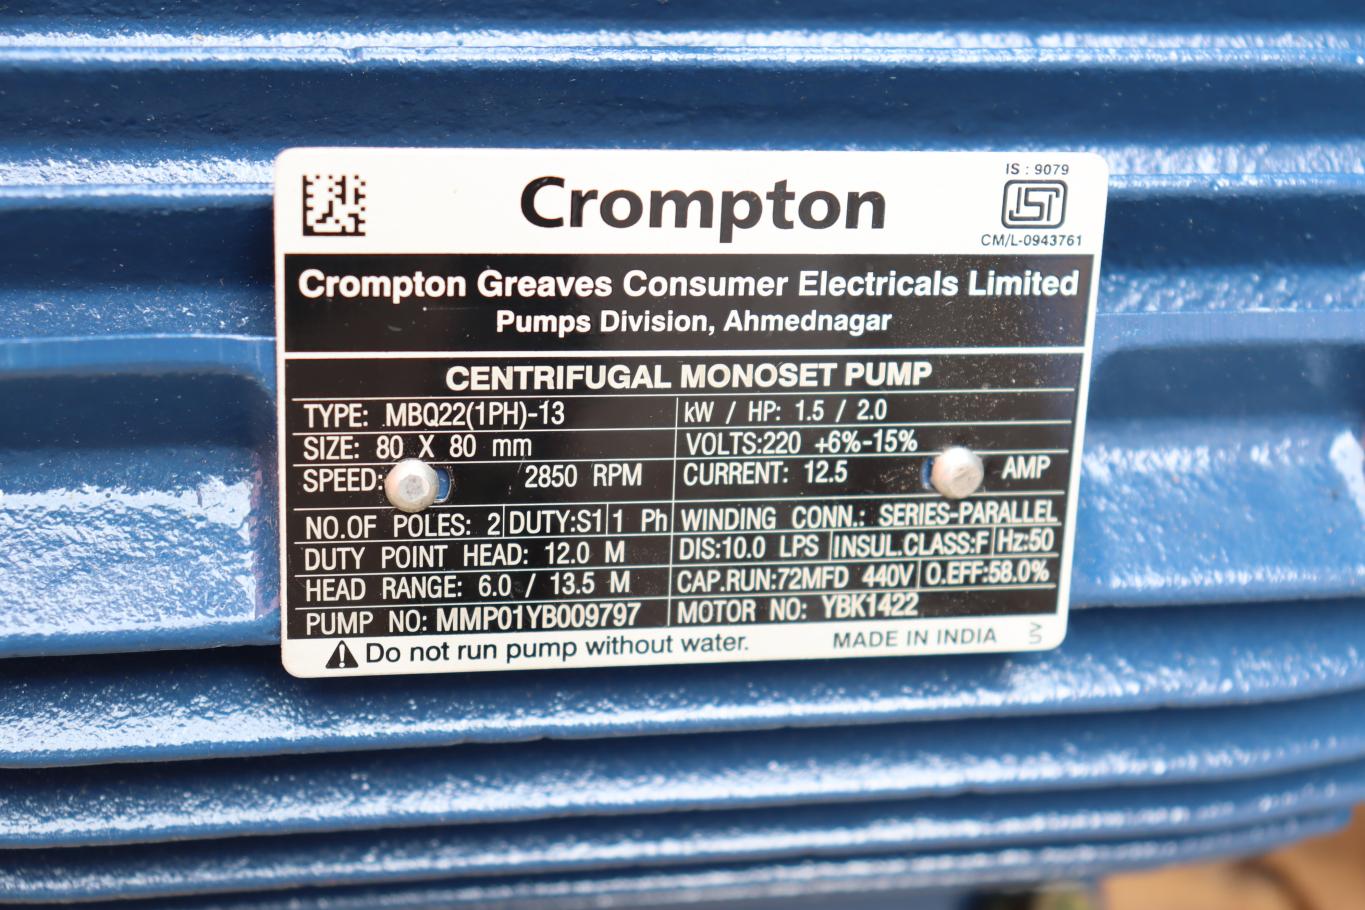 IS : 9079
Crompton
CM/L-0943761
Crompton Greaves Consumer Electricals Limited
Pumps Division, Ahmednagar
CENTRIFUGAL MONOSET PUMP
TYPE: MBQ22(1PH)-13 kW / HP: 1.5 / 2.0
SIZE: 80 X 80 mm VOLTS:220 +6%-15%
SPEED: 2850 RPM CURRENT: 12.5 AMP
NO.OF POLES: 2 DUTY:S1 1 Ph WINDING CONN.: SERIES-PARALLEL
DUTY POINT HEAD: 12.0 M DIS:10.0 LPS INSUL.CLASS:F Hz:50
HEAD RANGE: 6.0 / 13.5 M CAP.RUN:72MFD 440V O.EFF:58.0%
PUMP NO: MMP01YB009797 MOTOR NO: YBK1422
Do not run pump without water. MADE IN INDIA